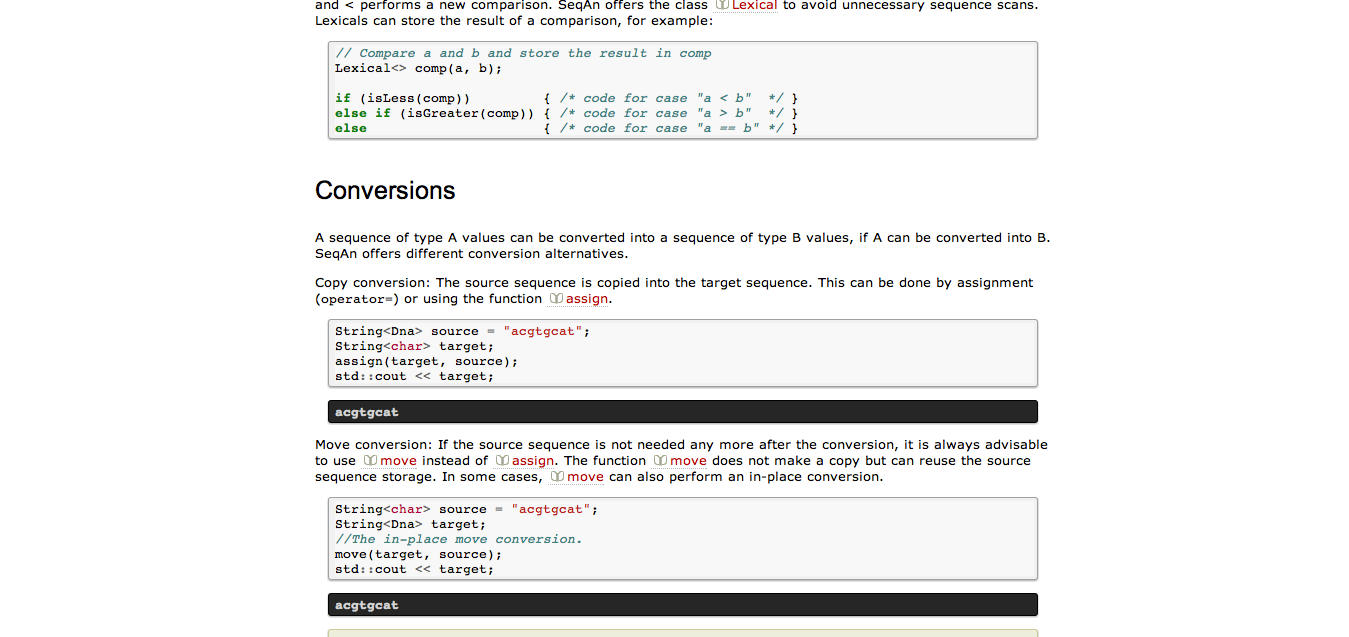 and < performs a new comparison. SeqAn offers the class Lexical to avoid unnecessary sequence scans.
Lexicals can store the result of a comparison, for example:
// Compare a and b and store the result in comp
Lexical<> comp(a, b);
if (isLess(comp))         { /* code for case "a < b"  */ }
else if (isGreater(comp)) { /* code for case "a > b"  */ }
else                      { /* code for case "a == b" */ }
Conversions
A sequence of type A values can be converted into a sequence of type B values, if A can be converted into B.
SeqAn offers different conversion alternatives.
Copy conversion: The source sequence is copied into the target sequence. This can be done by assignment
(operator=) or using the function assign.
String<Dna> source = "acgtgcat";
String<char> target;
assign(target, source);
std::cout << target;
acgtgcat
Move conversion: If the source sequence is not needed any more after the conversion, it is always advisable
to use move instead of assign. The function move does not make a copy but can reuse the source
sequence storage. In some cases, move can also perform an in-place conversion.
String<char> source = "acgtgcat";
String<Dna> target;
//The in-place move conversion.
move(target, source);
std::cout << target;
acgtgcat